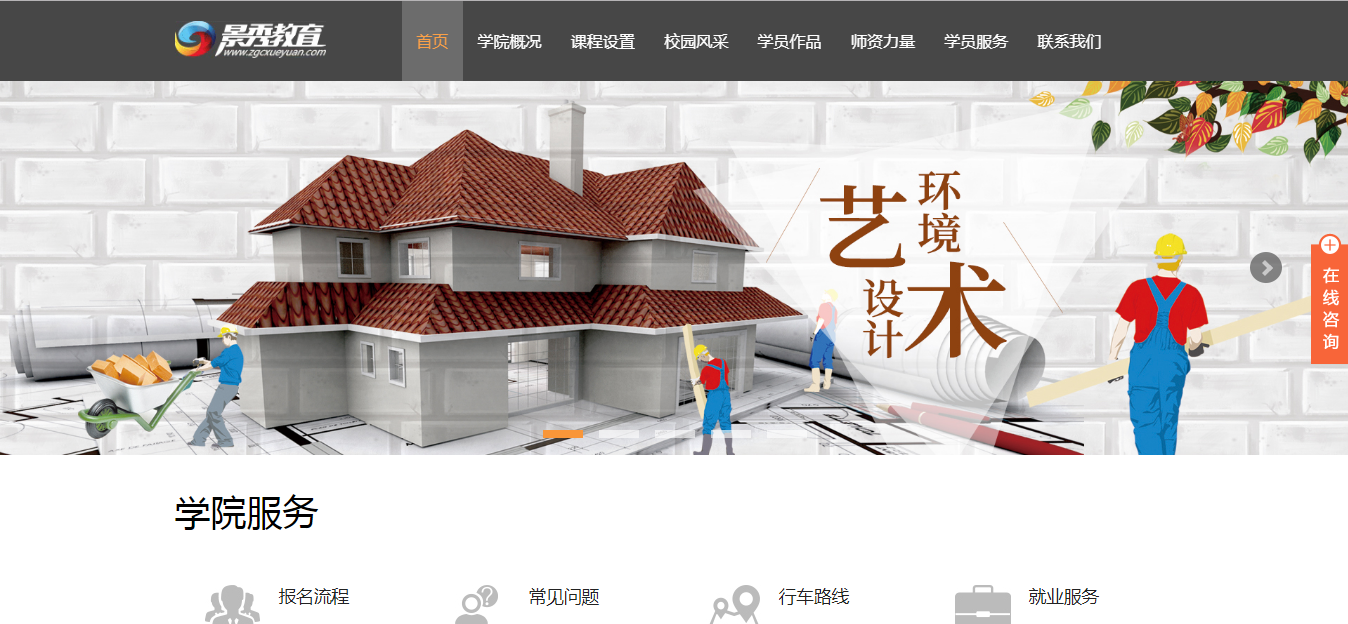 景秀教育
www.zgcxueyuan.com
首页 学院概况 课程设置 校园风采 学员作品 师资力量 学员服务 联系我们
环境
艺术
设计
在线咨询
学院服务
报名流程 常见问题 行车路线 就业服务